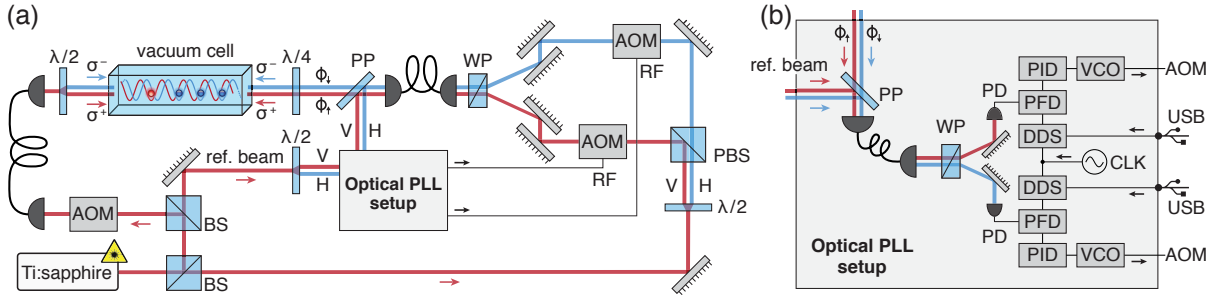 (a)
λ/2
vacuum cell
λ/4
PP
WP
AOM
RF
σ⁻
σ⁻
Φ↓
Φ↑
σ⁺
σ⁺
V
H
λ/2
ref. beam
V
H
AOM
RF
PBS
V
H
Optical PLL
setup
λ/2
AOM
BS
Ti:sapphire
BS
(b)
Φ↑
Φ↓
ref. beam
PP
WP
PD
PID
VCO
AOM
PFD
USB
DDS
CLK
DDS
USB
PD
PFD
Optical PLL
setup
PID
VCO
AOM